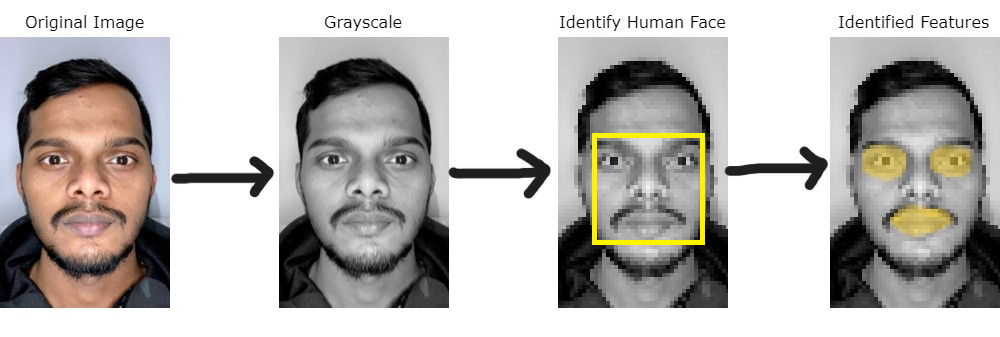 Original Image
Grayscale
Identify Human Face
Identified Features